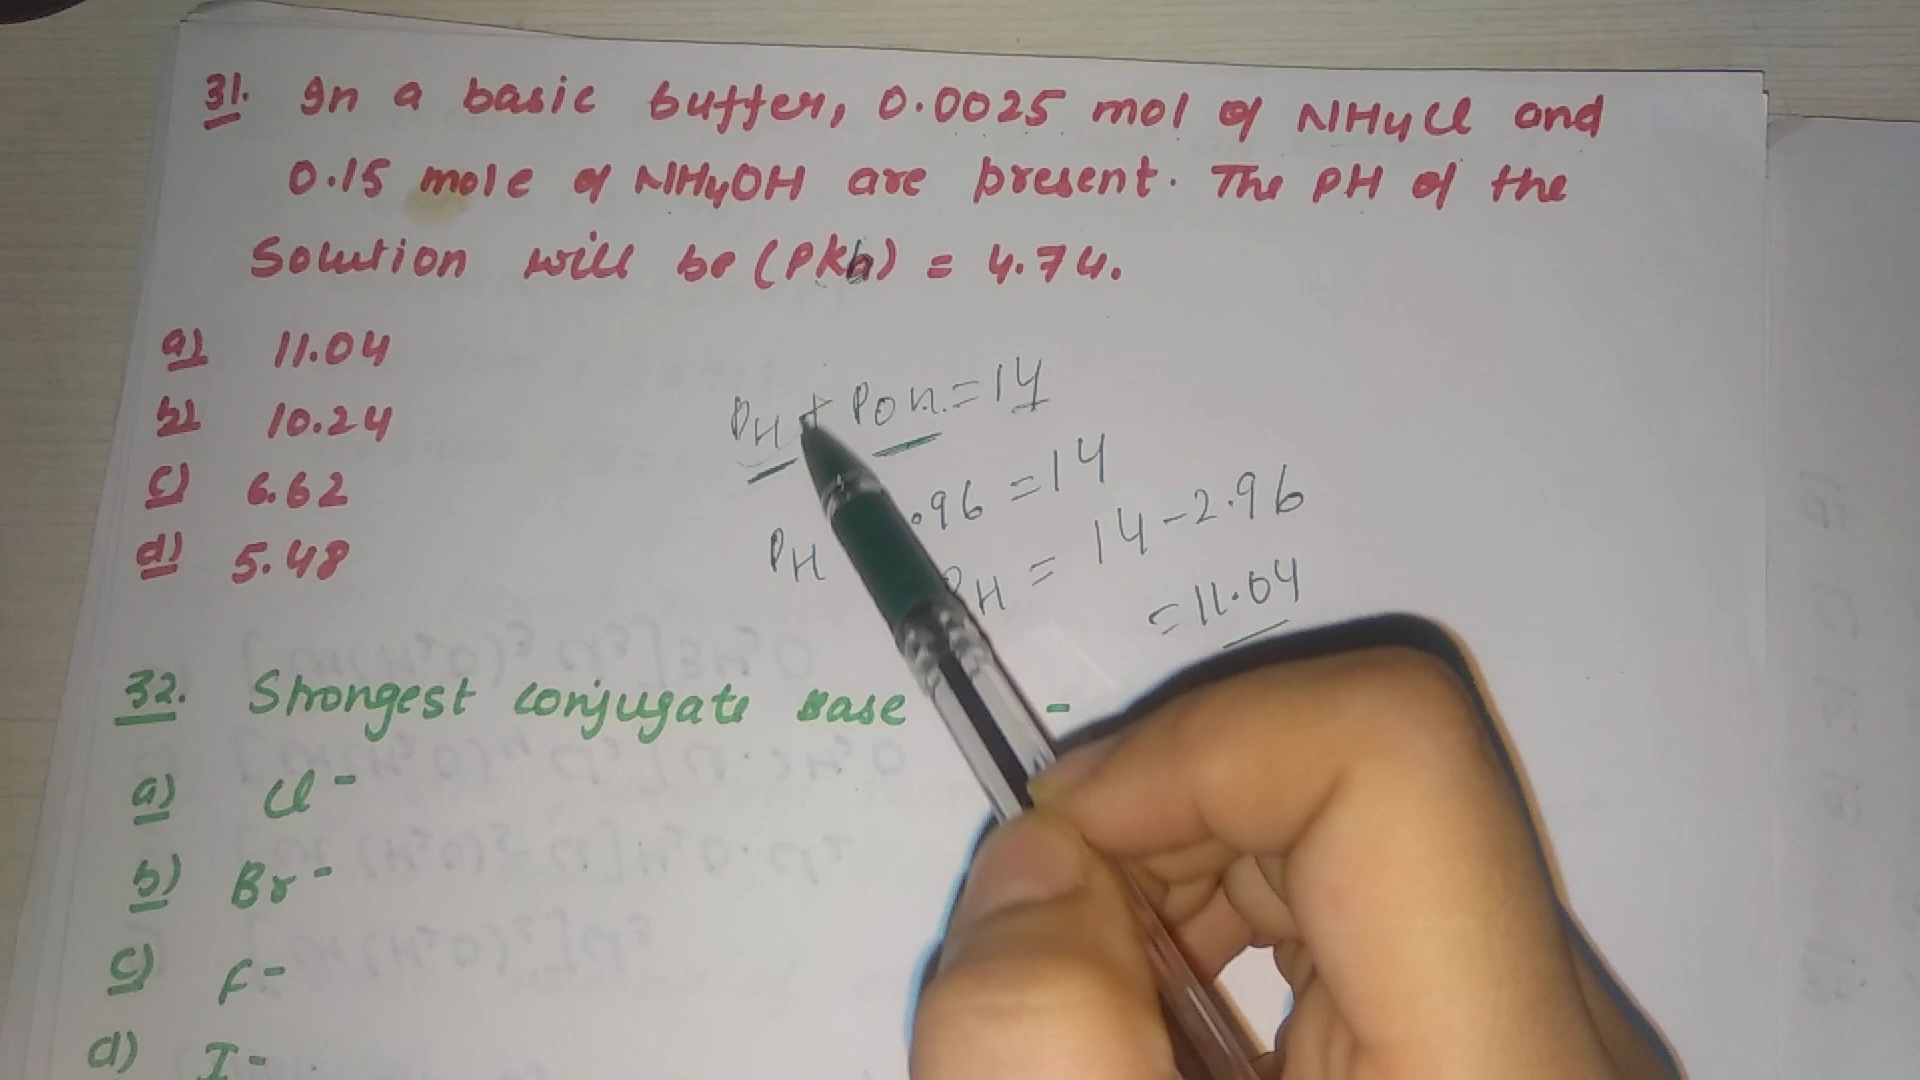 31. In a basic buffer, 0.0025 mol of NH4Cl and
0.15 mole of NH4OH are present. The PH of the
Solution will be (PKb) = 4.74.
a) 11.04
b) 10.24
c) 6.62
d) 5.48
PH + POH = 14
PH .96 = 14
PH = 14 - 2.96
= 11.04
32. Strongest conjugate Base -
a) Cl-
b) Br-
c) F-
d) I-